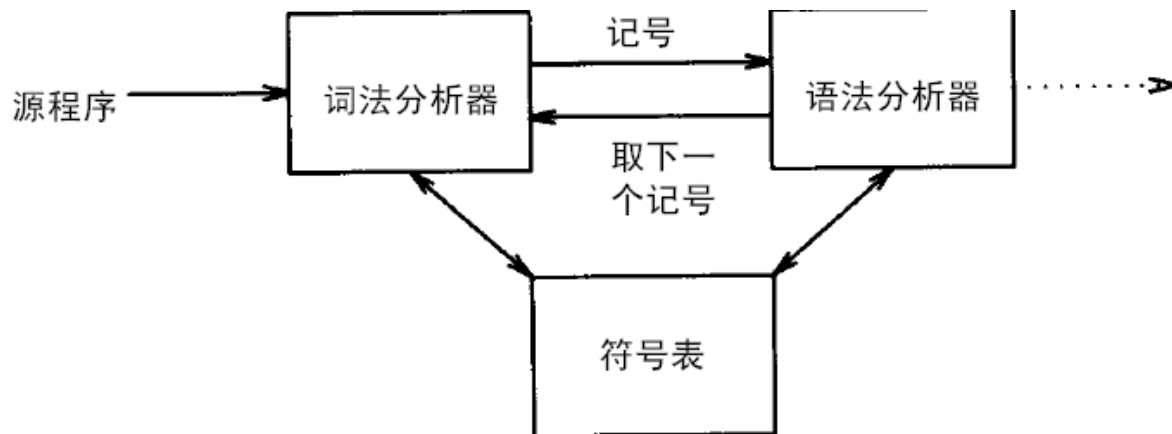 记号
源程序
词法分析器
语法分析器
取下一
个记号
符号表